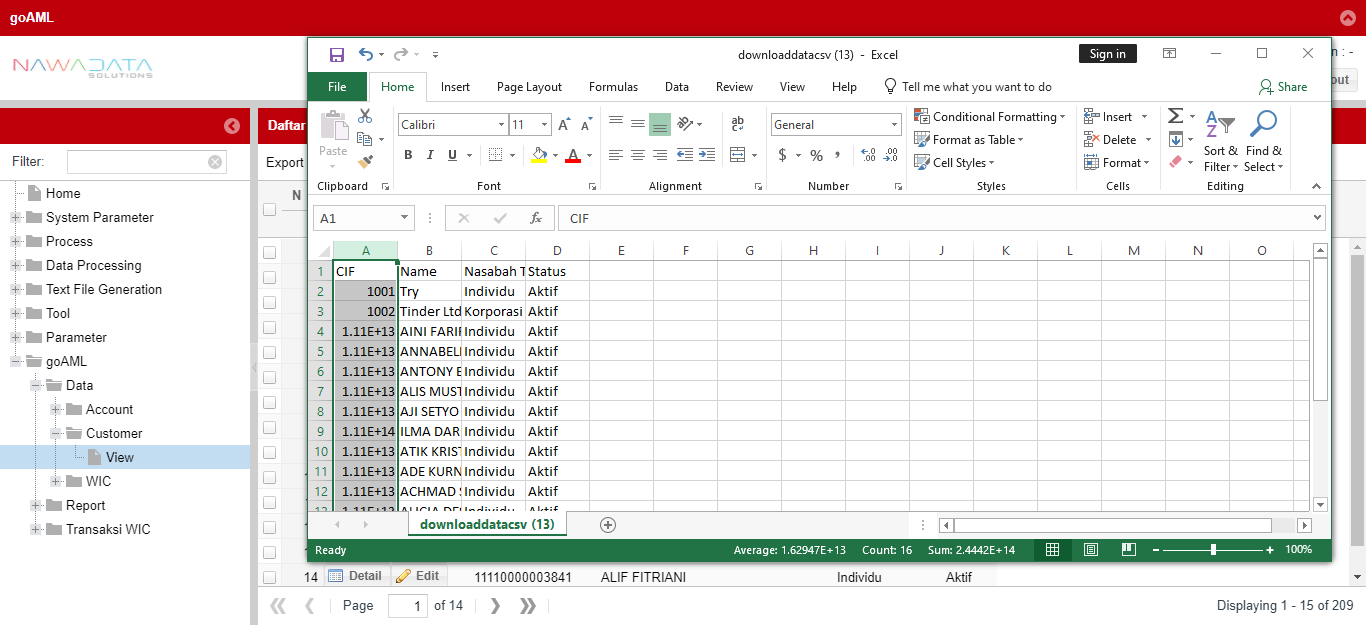 goAML
NAWADATA
SOLUTIONS
downloaddatacsv (13) - Excel
Sign in
n : -
out
File Home Insert Page Layout Formulas Data Review View Help Tell me what you want to do Share
Paste
Calibri 11
General
Conditional Formatting
Format as Table
Cell Styles
Insert
Delete
Format
Sort & Filter
Find & Select
B I U
$ % ,
Clipboard Font Alignment Number Styles Cells Editing
A1 fx CIF
Filter:
Home
System Parameter
Process
Data Processing
Text File Generation
Tool
Parameter
goAML
Data
Account
Customer
View
WIC
Report
Transaksi WIC
Daftar
Export
N
A B C D E F G H I J K L M N O
1 CIF Name Nasabah T Status
2 1001 Try Individu Aktif
3 1002 Tinder Ltd Korporasi Aktif
4 1.11E+13 AINI FARI Individu Aktif
5 1.11E+13 ANNABEL Individu Aktif
6 1.11E+13 ANTONY Individu Aktif
7 1.11E+13 ALIS MUST Individu Aktif
8 1.11E+13 AJI SETYO Individu Aktif
9 1.11E+14 ILMA DAR Individu Aktif
10 1.11E+13 ATIK KRIST Individu Aktif
11 1.11E+13 ADE KURN Individu Aktif
12 1.11E+13 ACHMAD Individu Aktif
downloaddatacsv (13)
Ready Average: 1.62947E+13 Count: 16 Sum: 2.4442E+14 100%
14 Detail Edit 11110000003841 ALIF FITRIANI Individu Aktif
Page 1 of 14
Displaying 1 - 15 of 209